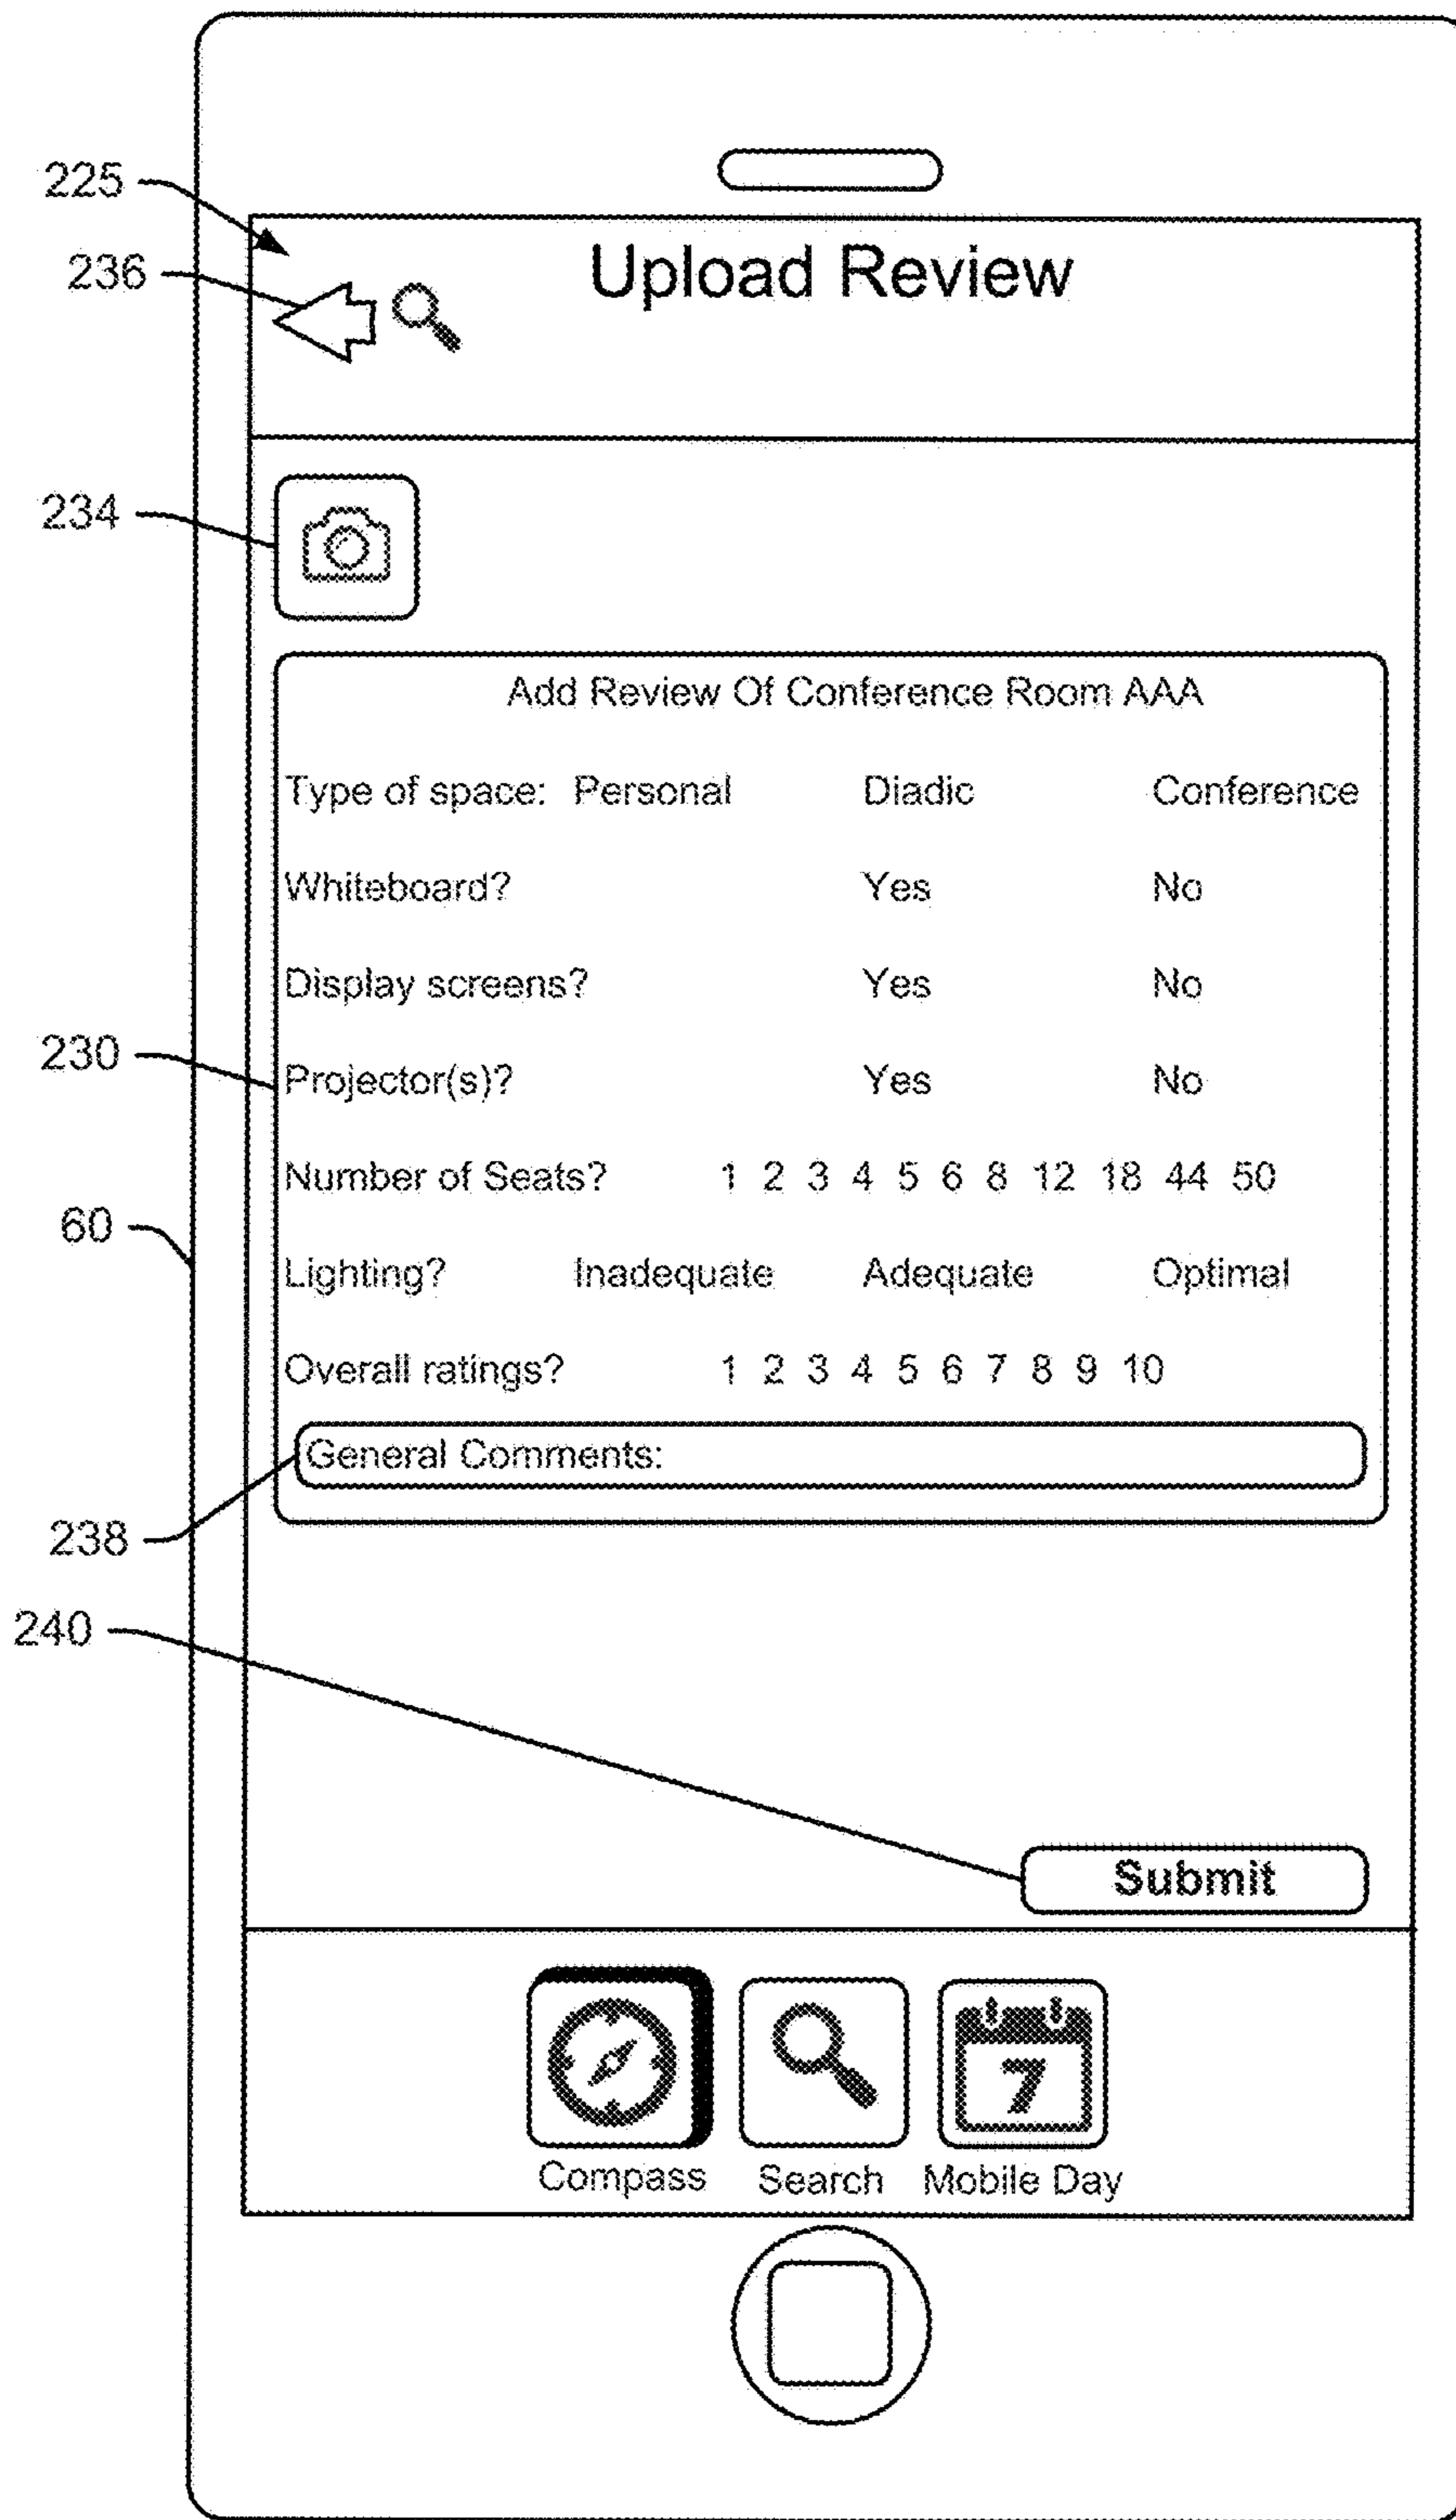 225
Upload Review
236
234
Add Review Of Conference Room AAA
Type of space: Personal Diadic Conference
Whiteboard? Yes No
Display screens? Yes No
230
Projector(s)? Yes No
Number of Seats? 1 2 3 4 5 6 8 12 18 44 50
60
Lighting? Inadequate Adequate Optimal
Overall ratings? 1 2 3 4 5 6 7 8 9 10
General Comments:
238
240
Submit
7
Compass Search Mobile Day